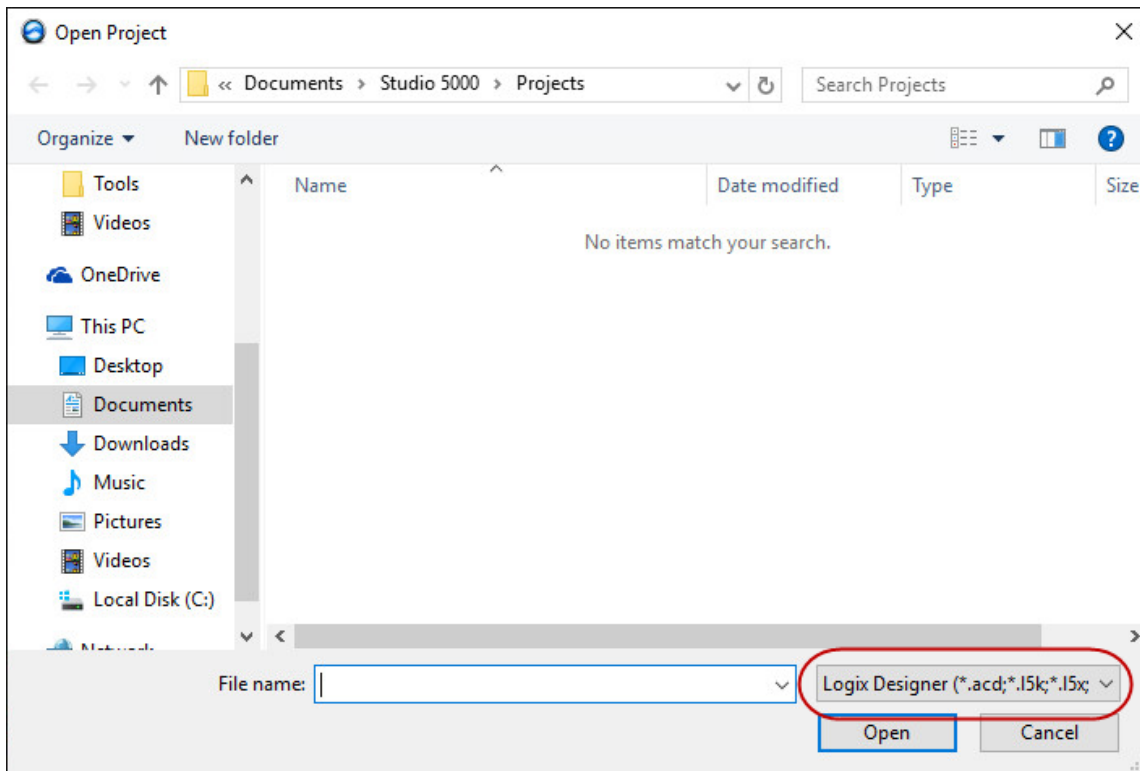 Open Project
« Documents > Studio 5000 > Projects
Search Projects
Organize
New folder
Tools
Videos
OneDrive
This PC
Desktop
Documents
Downloads
Music
Pictures
Videos
Local Disk (C:)
Name Date modified Type Size
No items match your search.
File name:
Logix Designer (*.acd;*.l5k;*.l5x;
Open
Cancel